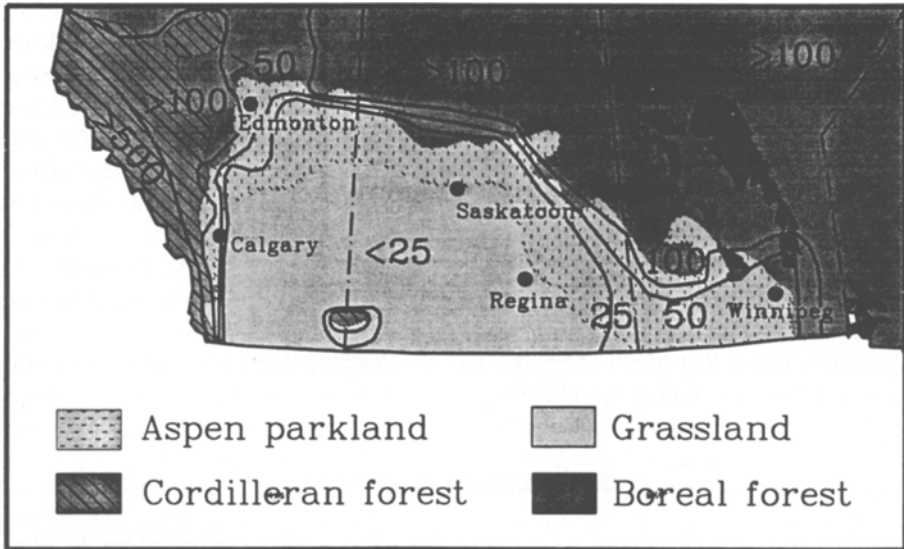 >50
>100
>100
>100
>500
Edmonton
Saskatoon
Calgary
<25
100
Regina
25
50
Winnipeg
Aspen parkland
Grassland
Cordilleran forest
Boreal forest